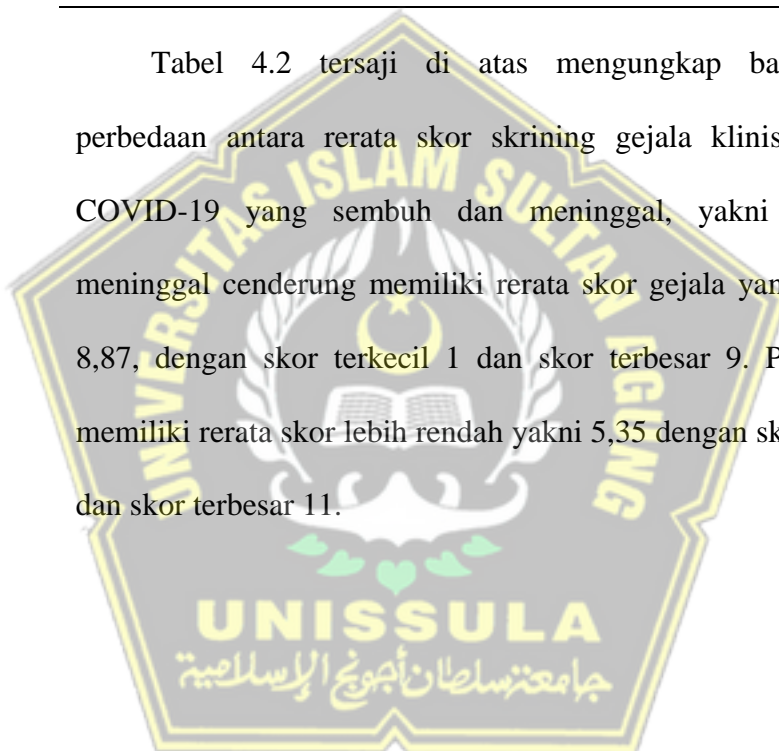 Tabel 4.2 tersaji di atas mengungkap ba
perbedaan antara rerata skor skrining gejala klinis
COVID-19 yang sembuh dan meninggal, yakni
meninggal cenderung memiliki rerata skor gejala yan
8,87, dengan skor terkecil 1 dan skor terbesar 9. P
memiliki rerata skor lebih rendah yakni 5,35 dengan sk
dan skor terbesar 11.
UNIVERSITAS ISLAM SULTAN AGUNG
UNISSULA
جامعة سلطان أجونج الإسلامية